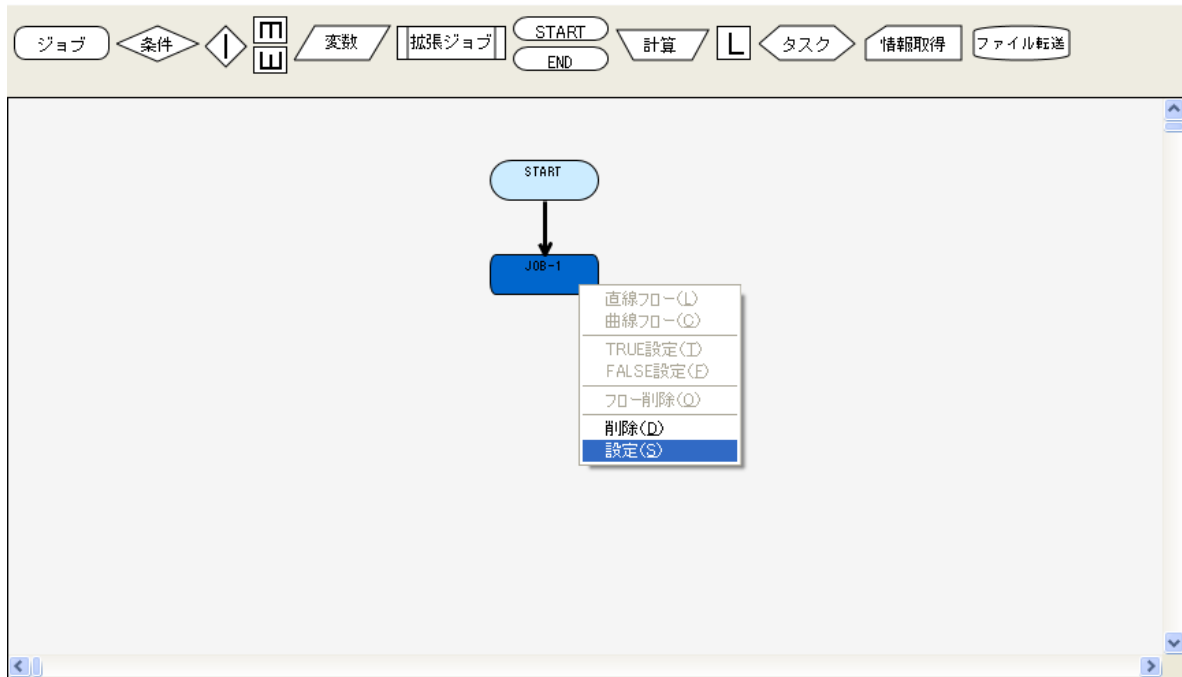 ジョブ
条件
変数
拡張ジョブ
START
END
計算
L
タスク
情報取得
ファイル転送
START
JOB-1
直線フロー(L)
曲線フロー(C)
TRUE設定(T)
FALSE設定(F)
フロー削除(O)
削除(D)
設定(S)